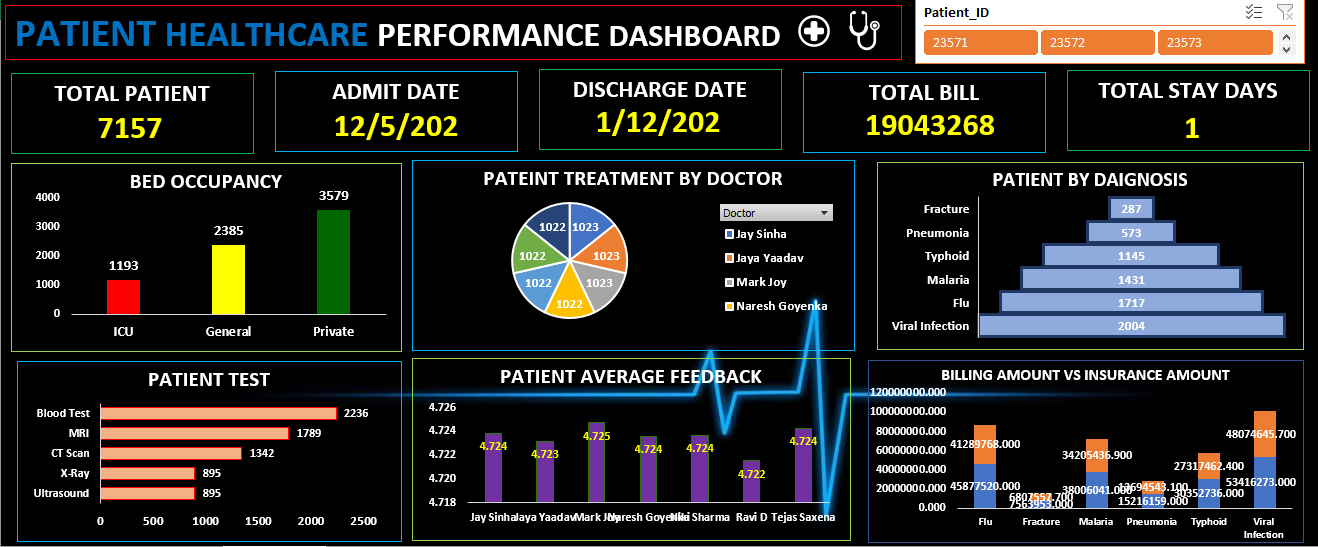 PATIENT HEALTHCARE PERFORMANCE DASHBOARD
Patient_ID
23571 23572 23573
TOTAL PATIENT
7157
ADMIT DATE
12/5/202
DISCHARGE DATE
1/12/202
TOTAL BILL
19043268
TOTAL STAY DAYS
1
BED OCCUPANCY
4000
3000
2000
1000
0
1193
2385
3579
ICU General Private
PATEINT TREATMENT BY DOCTOR
1022 1023
1022 1023
1022 1023
1022
Doctor
Jay Sinha
Jaya Yaadav
Mark Joy
Naresh Goyenka
PATIENT BY DAIGNOSIS
Fracture 287
Pneumonia 573
Typhoid 1145
Malaria 1431
Flu 1717
Viral Infection 2004
PATIENT TEST
Blood Test 2236
MRI 1789
CT Scan 1342
X-Ray 895
Ultrasound 895
0 500 1000 1500 2000 2500
PATIENT AVERAGE FEEDBACK
4.726
4.724
4.722
4.720
4.718
4.724 4.723 4.725 4.724 4.724 4.722 4.724
Jay Sinha Jaya Yaadav Mark Joy Naresh Goyenka Sharma Ravi D Tejas Saxena
BILLING AMOUNT VS INSURANCE AMOUNT
120000000.000
100000000.000
80000000.000
60000000.000
40000000.000
20000000.000
0.000
41289768.000
45877520.000
6807557.700
7563953.000
34205436.900
38006041.000
13694543.100
15216159.000
27317462.400
30352736.000
48074645.700
53416273.000
Flu Fracture Malaria Pneumonia Typhoid Viral
Infection